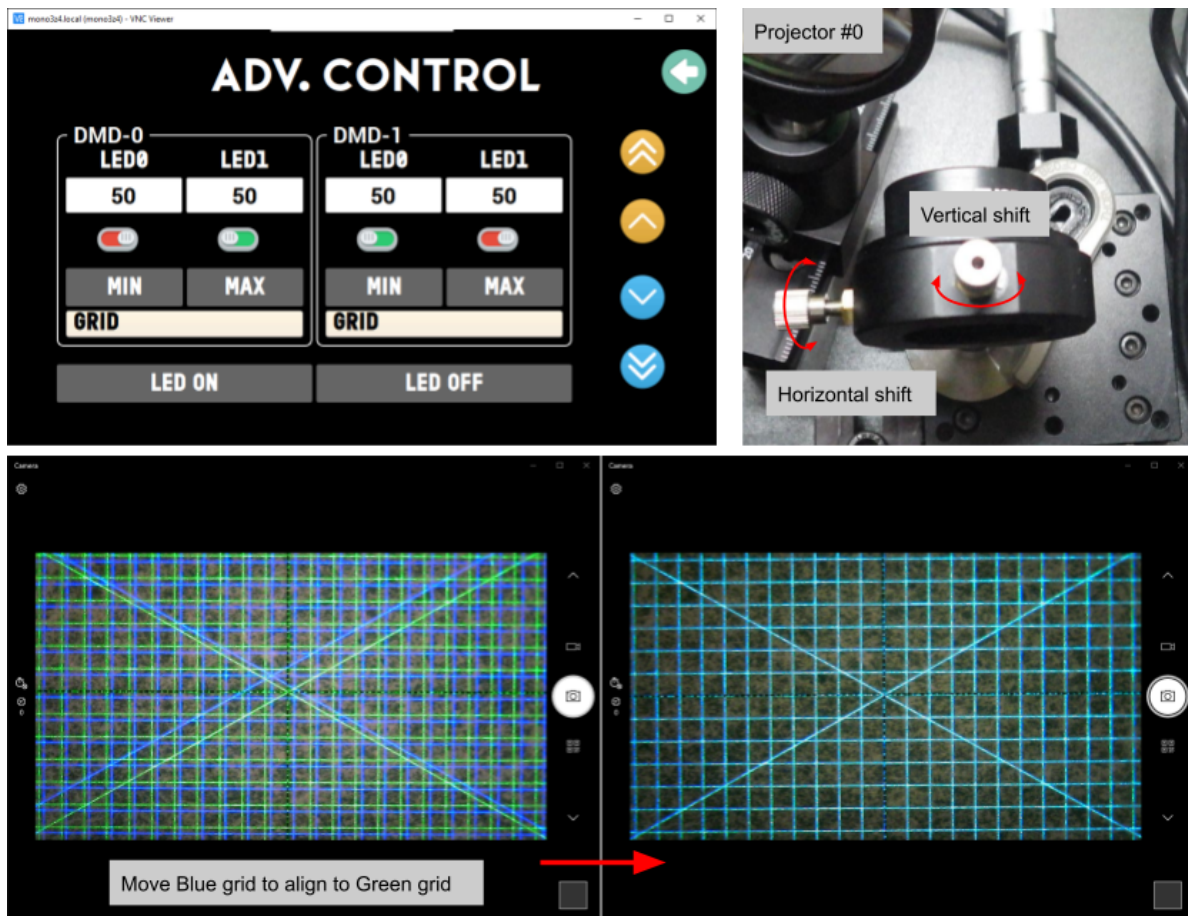 mono3z4.local (mono3z4) - VNC Viewer
ADV. CONTROL
DMD-0
DMD-1
LED0 LED1
LED0 LED1
50 50
50 50
MIN MAX
MIN MAX
GRID
GRID
LED ON LED OFF
Projector #0
Vertical shift
Horizontal shift
Camera
Camera
Move Blue grid to align to Green grid